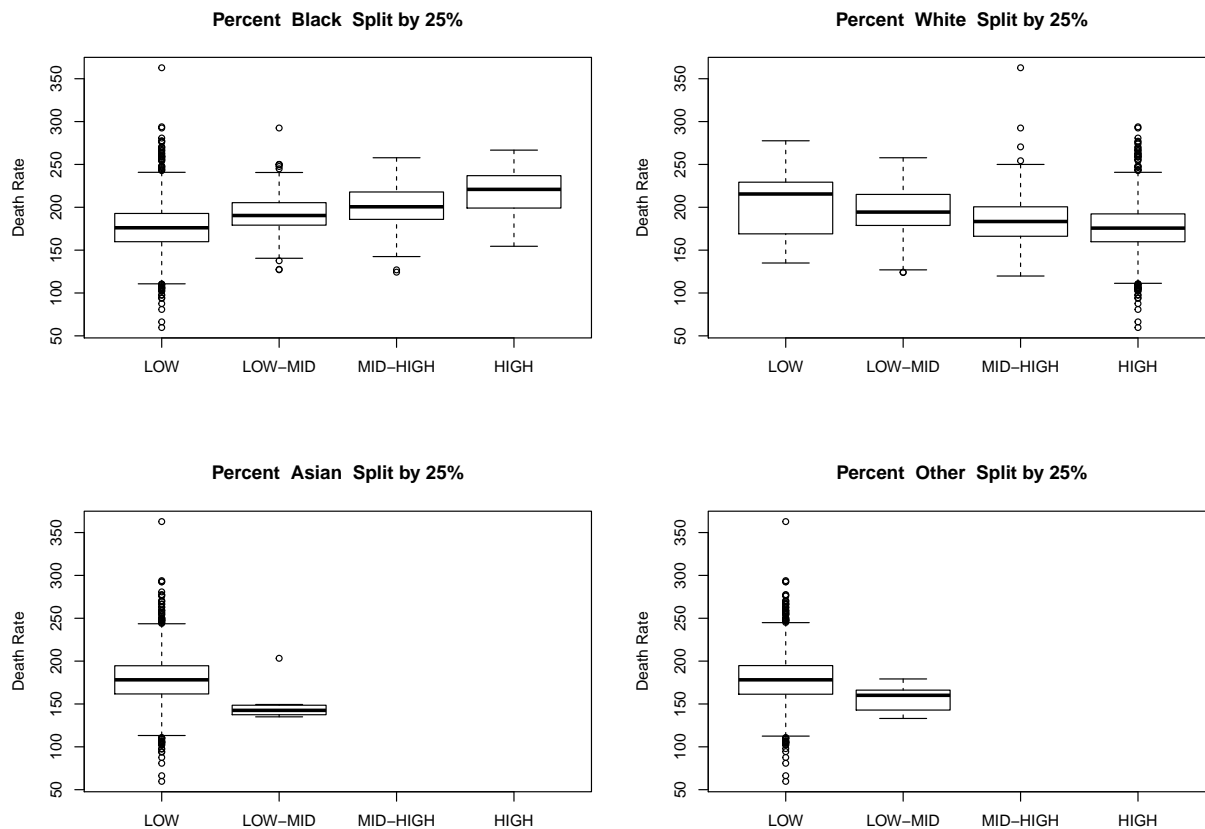 Percent Black Split by 25%
Death Rate
350
300
250
200
150
100
50
LOW
LOW−MID
MID−HIGH
HIGH
Percent White Split by 25%
Death Rate
350
300
250
200
150
100
50
LOW
LOW−MID
MID−HIGH
HIGH
Percent Asian Split by 25%
Death Rate
350
300
250
200
150
100
50
LOW
LOW−MID
MID−HIGH
HIGH
Percent Other Split by 25%
Death Rate
350
300
250
200
150
100
50
LOW
LOW−MID
MID−HIGH
HIGH